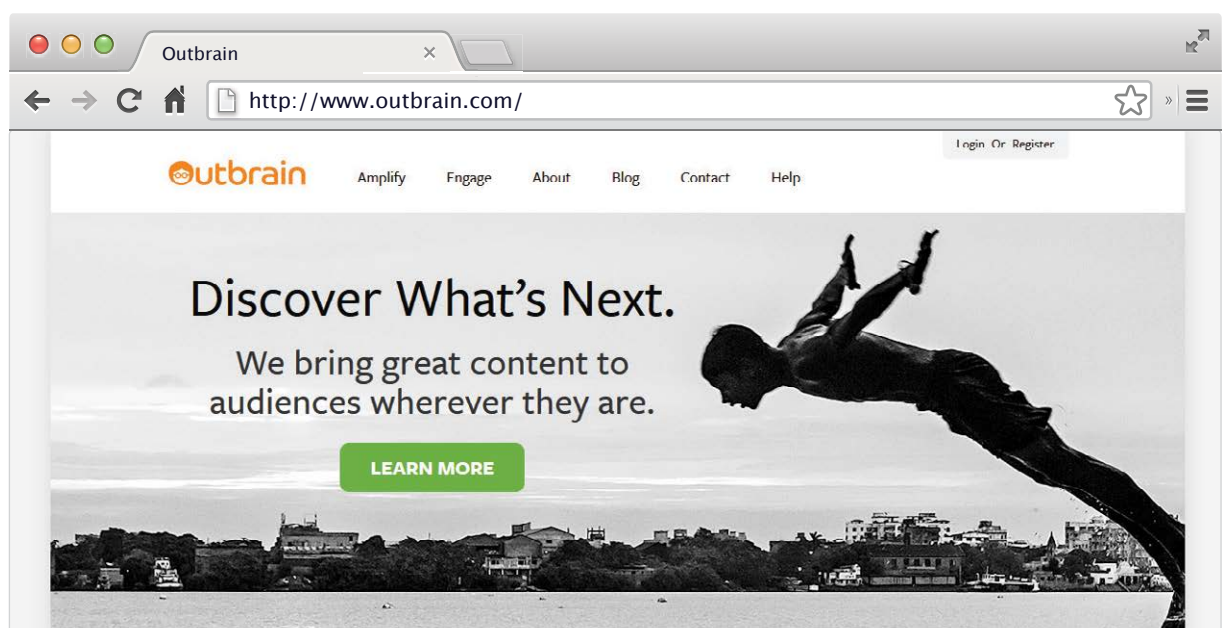 Outbrain
http://www.outbrain.com/
Login Or Register
Outbrain
Amplify Engage About Blog Contact Help
Discover What’s Next.
We bring great content to
audiences wherever they are.
LEARN MORE